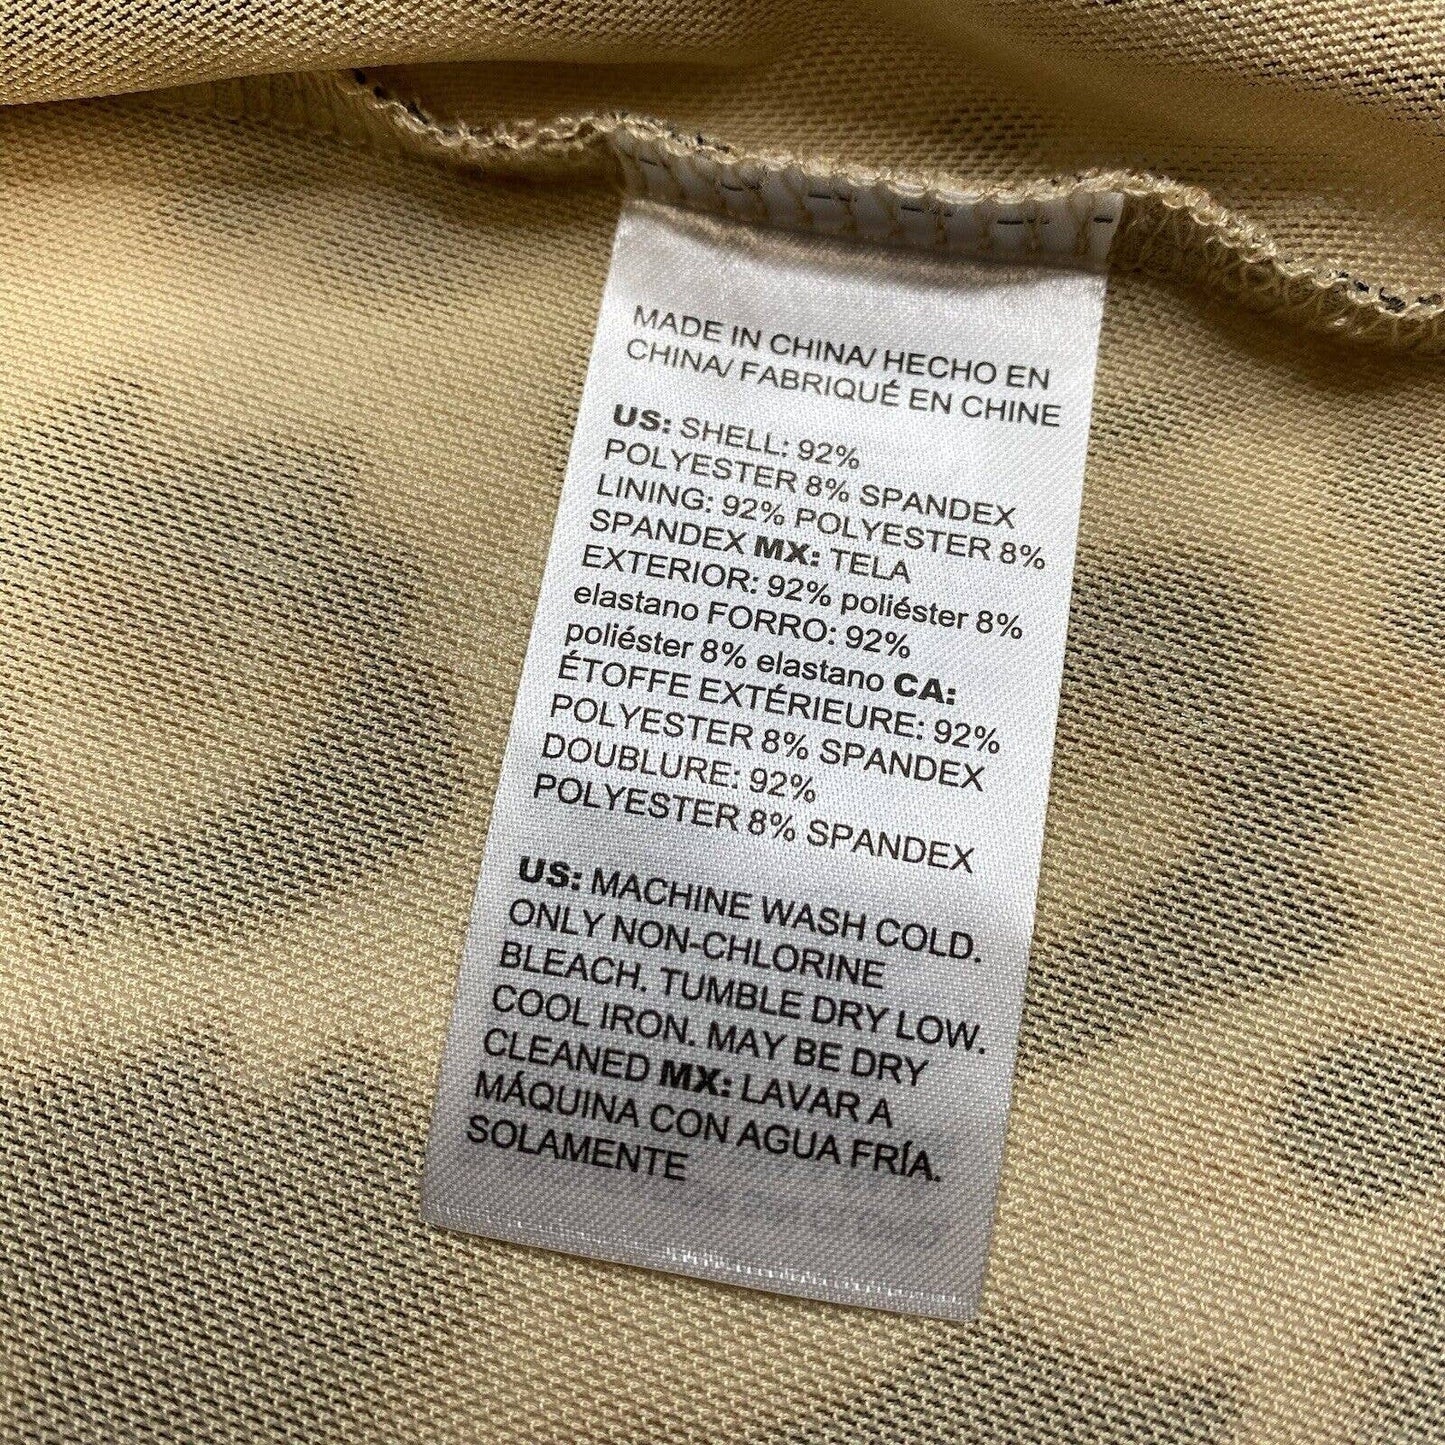 MADE IN CHINA/ HECHO EN
CHINA/ FABRIQUÉ EN CHINE
US: SHELL: 92%
POLYESTER 8% SPANDEX
LINING: 92% POLYESTER 8%
SPANDEX MX: TELA
EXTERIOR: 92% poliéster 8%
elastano FORRO: 92%
poliéster 8% elastano CA:
ÉTOFFE EXTÉRIEURE: 92%
POLYESTER 8% SPANDEX
DOUBLURE: 92%
POLYESTER 8% SPANDEX
US: MACHINE WASH COLD.
ONLY NON-CHLORINE
BLEACH. TUMBLE DRY LOW.
COOL IRON. MAY BE DRY
CLEANED MX: LAVAR A
MÁQUINA CON AGUA FRÍA.
SOLAMENTE